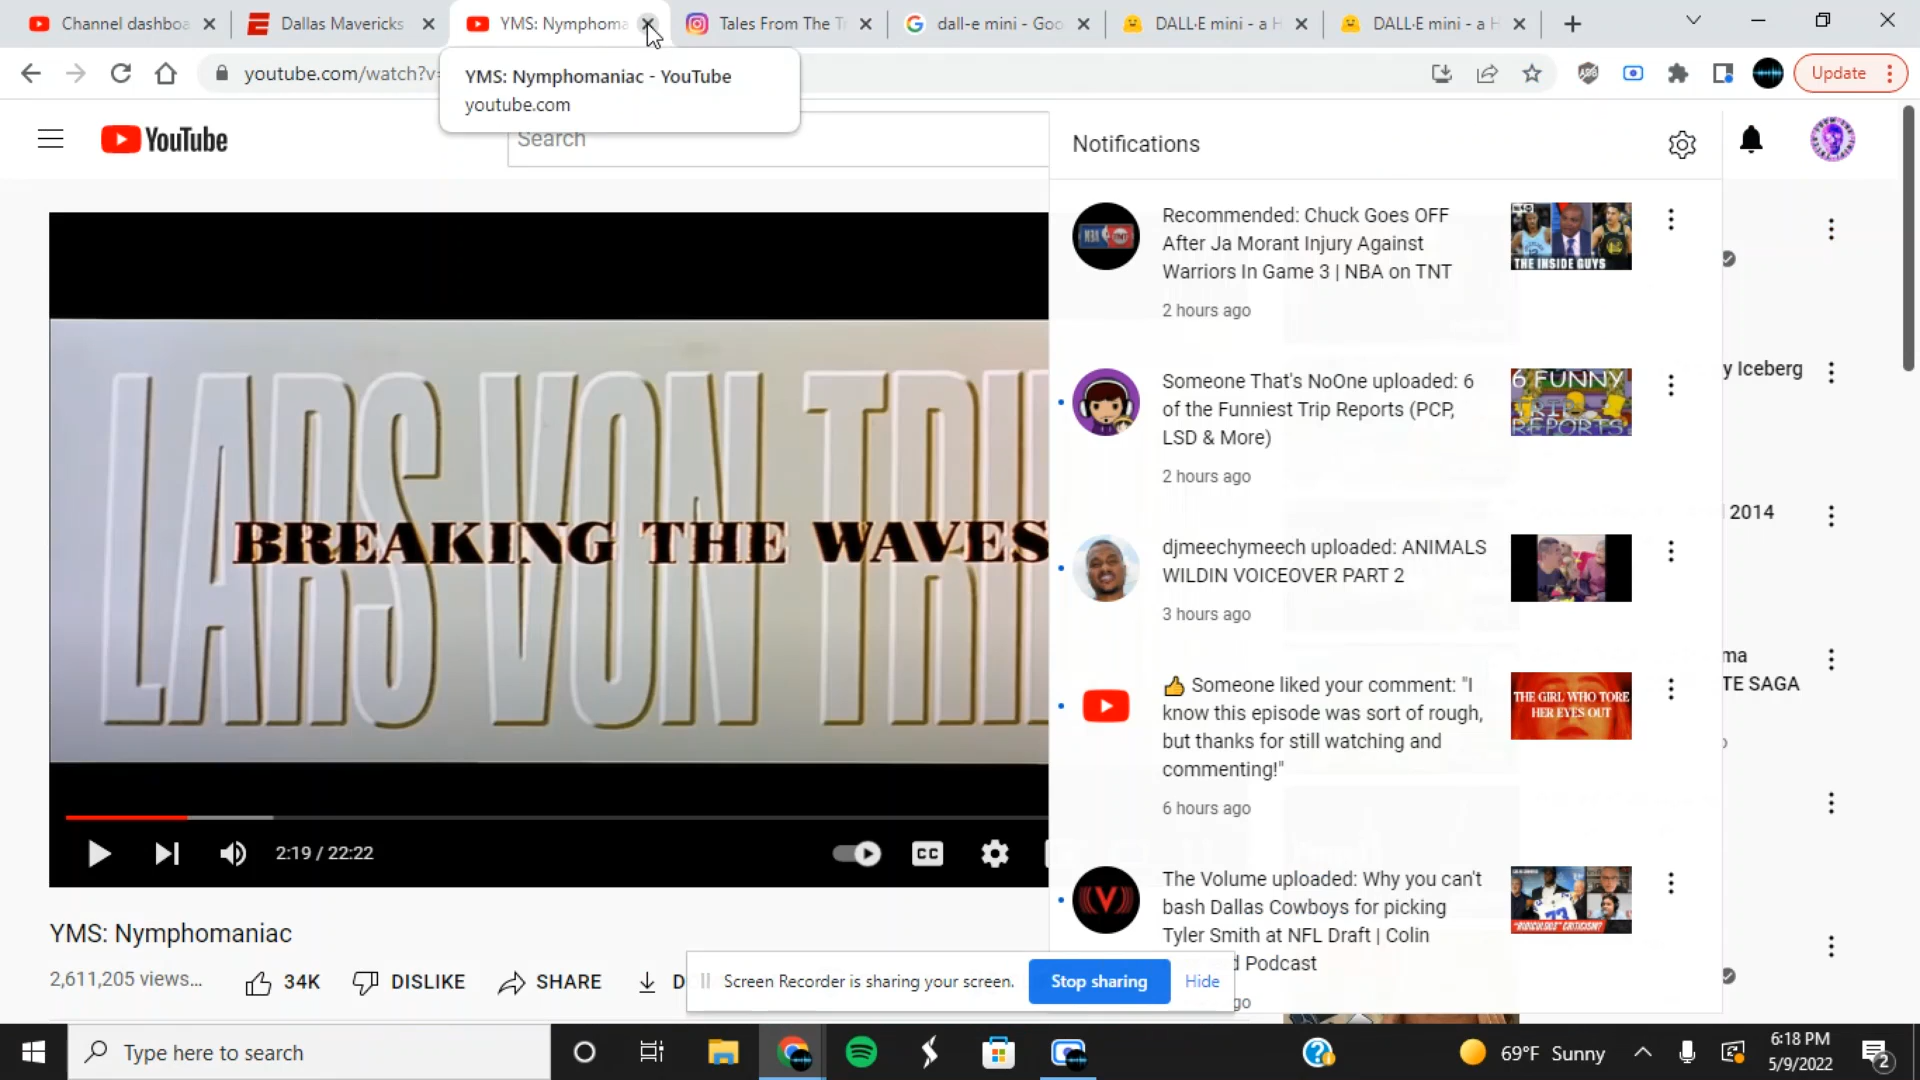 Channel dashboa
Dallas Mavericks
YMS: Nymphoma
Tales From The Tr
dall-e mini - Goo
DALL·E mini - a H
DALL·E mini - a H
youtube.com/watch?v=
Update
YMS: Nymphomaniac - YouTube
youtube.com
YouTube
Search
Notifications
Recommended: Chuck Goes OFF
After Ja Morant Injury Against
Warriors In Game 3 | NBA on TNT
2 hours ago
THE INSIDE GUYS
Someone That's NoOne uploaded: 6
of the Funniest Trip Reports (PCP,
LSD & More)
2 hours ago
6 FUNNY
TRIP
REPORTS
djmeechymeech uploaded: ANIMALS
WILDIN VOICEOVER PART 2
3 hours ago
👍 Someone liked your comment: "I
know this episode was sort of rough,
but thanks for still watching and
commenting!"
6 hours ago
THE GIRL WHO TORE
HER EYES OUT
The Volume uploaded: Why you can't
bash Dallas Cowboys for picking
Tyler Smith at NFL Draft | Colin
d Podcast
go
"RIDICULOUS" CRITICISM?
y Iceberg
2014
ma
TE SAGA
LARS VON TRI
BREAKING THE WAVES
2:19 / 22:22
CC
YMS: Nymphomaniac
2,611,205 views...
34K
DISLIKE
SHARE
D
Screen Recorder is sharing your screen.
Stop sharing
Hide
Type here to search
69°F Sunny
6:18 PM
5/9/2022
2